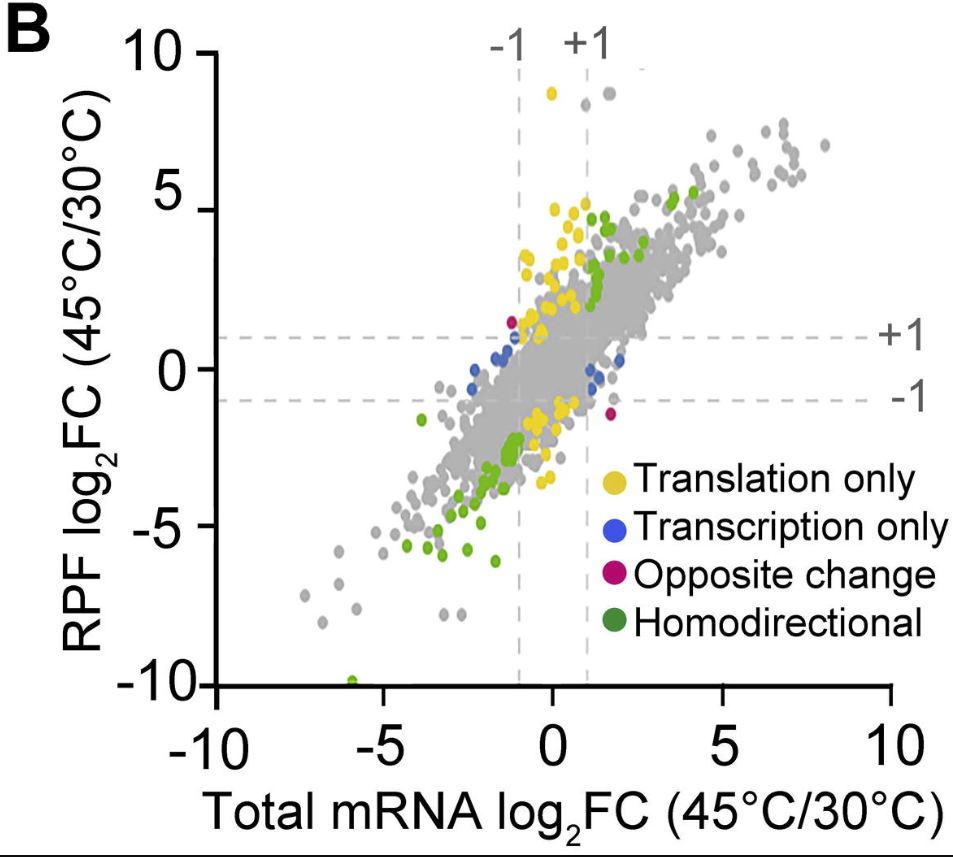 B
-1 +1
10
5
0
-5
-10
+1
-1
RPF log2FC (45°C/30°C)
Translation only
Transcription only
Opposite change
Homodirectional
-10 -5 0 5 10
Total mRNA log2FC (45°C/30°C)